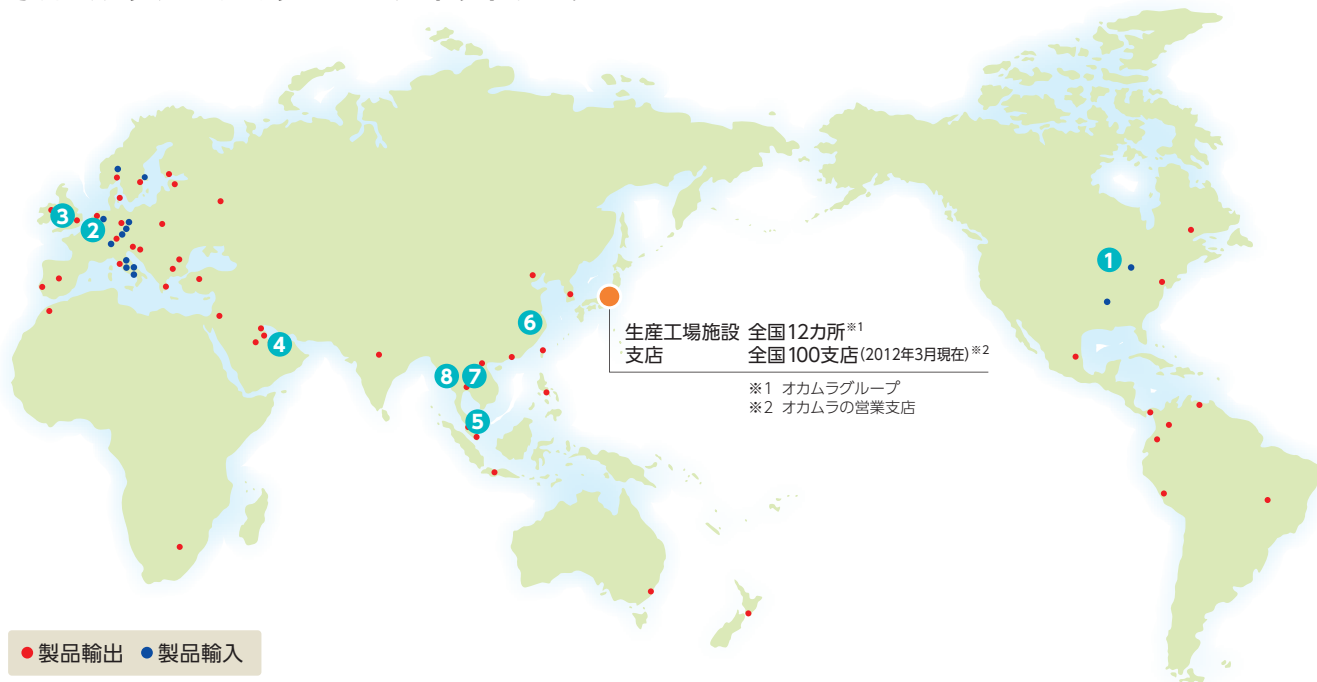 3
2
1
4
6
生産工場施設 全国12カ所※1
支店 全国100支店(2012年3月現在)※2
8
7
※1 オカムラグループ
※2 オカムラの営業支店
5
製品輸出 製品輸入